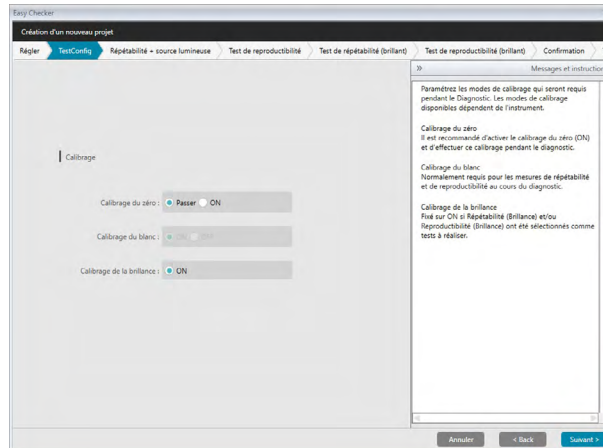 Easy Checker
Création d'un nouveau projet
Régler TestConfig Répétabilité + source lumineuse Test de reproductibilité Test de répétabilité (brillant) Test de reproductibilité (brillant) Confirmation
» Messages et instruction
Paramétrez les modes de calibrage qui seront requis
pendant le Diagnostic. Les modes de calibrage
disponibles dépendent de l'instrument.
Calibrage du zéro
Il est recommandé d'activer le calibrage du zéro (ON)
et d'effectuer ce calibrage pendant le diagnostic.
Calibrage du blanc
Normalement requis pour les mesures de répétabilité
et de reproductibilité au cours du diagnostic.
Calibrage de la brillance
Fixé sur ON si Répétabilité (Brillance) et/ou
Reproductibilité (Brillance) ont été sélectionnés comme
tests à réaliser.
Calibrage
Calibrage du zéro : Passer ON
Calibrage du blanc : ON OFF
Calibrage de la brillance : ON
Annuler < Back Suivant >